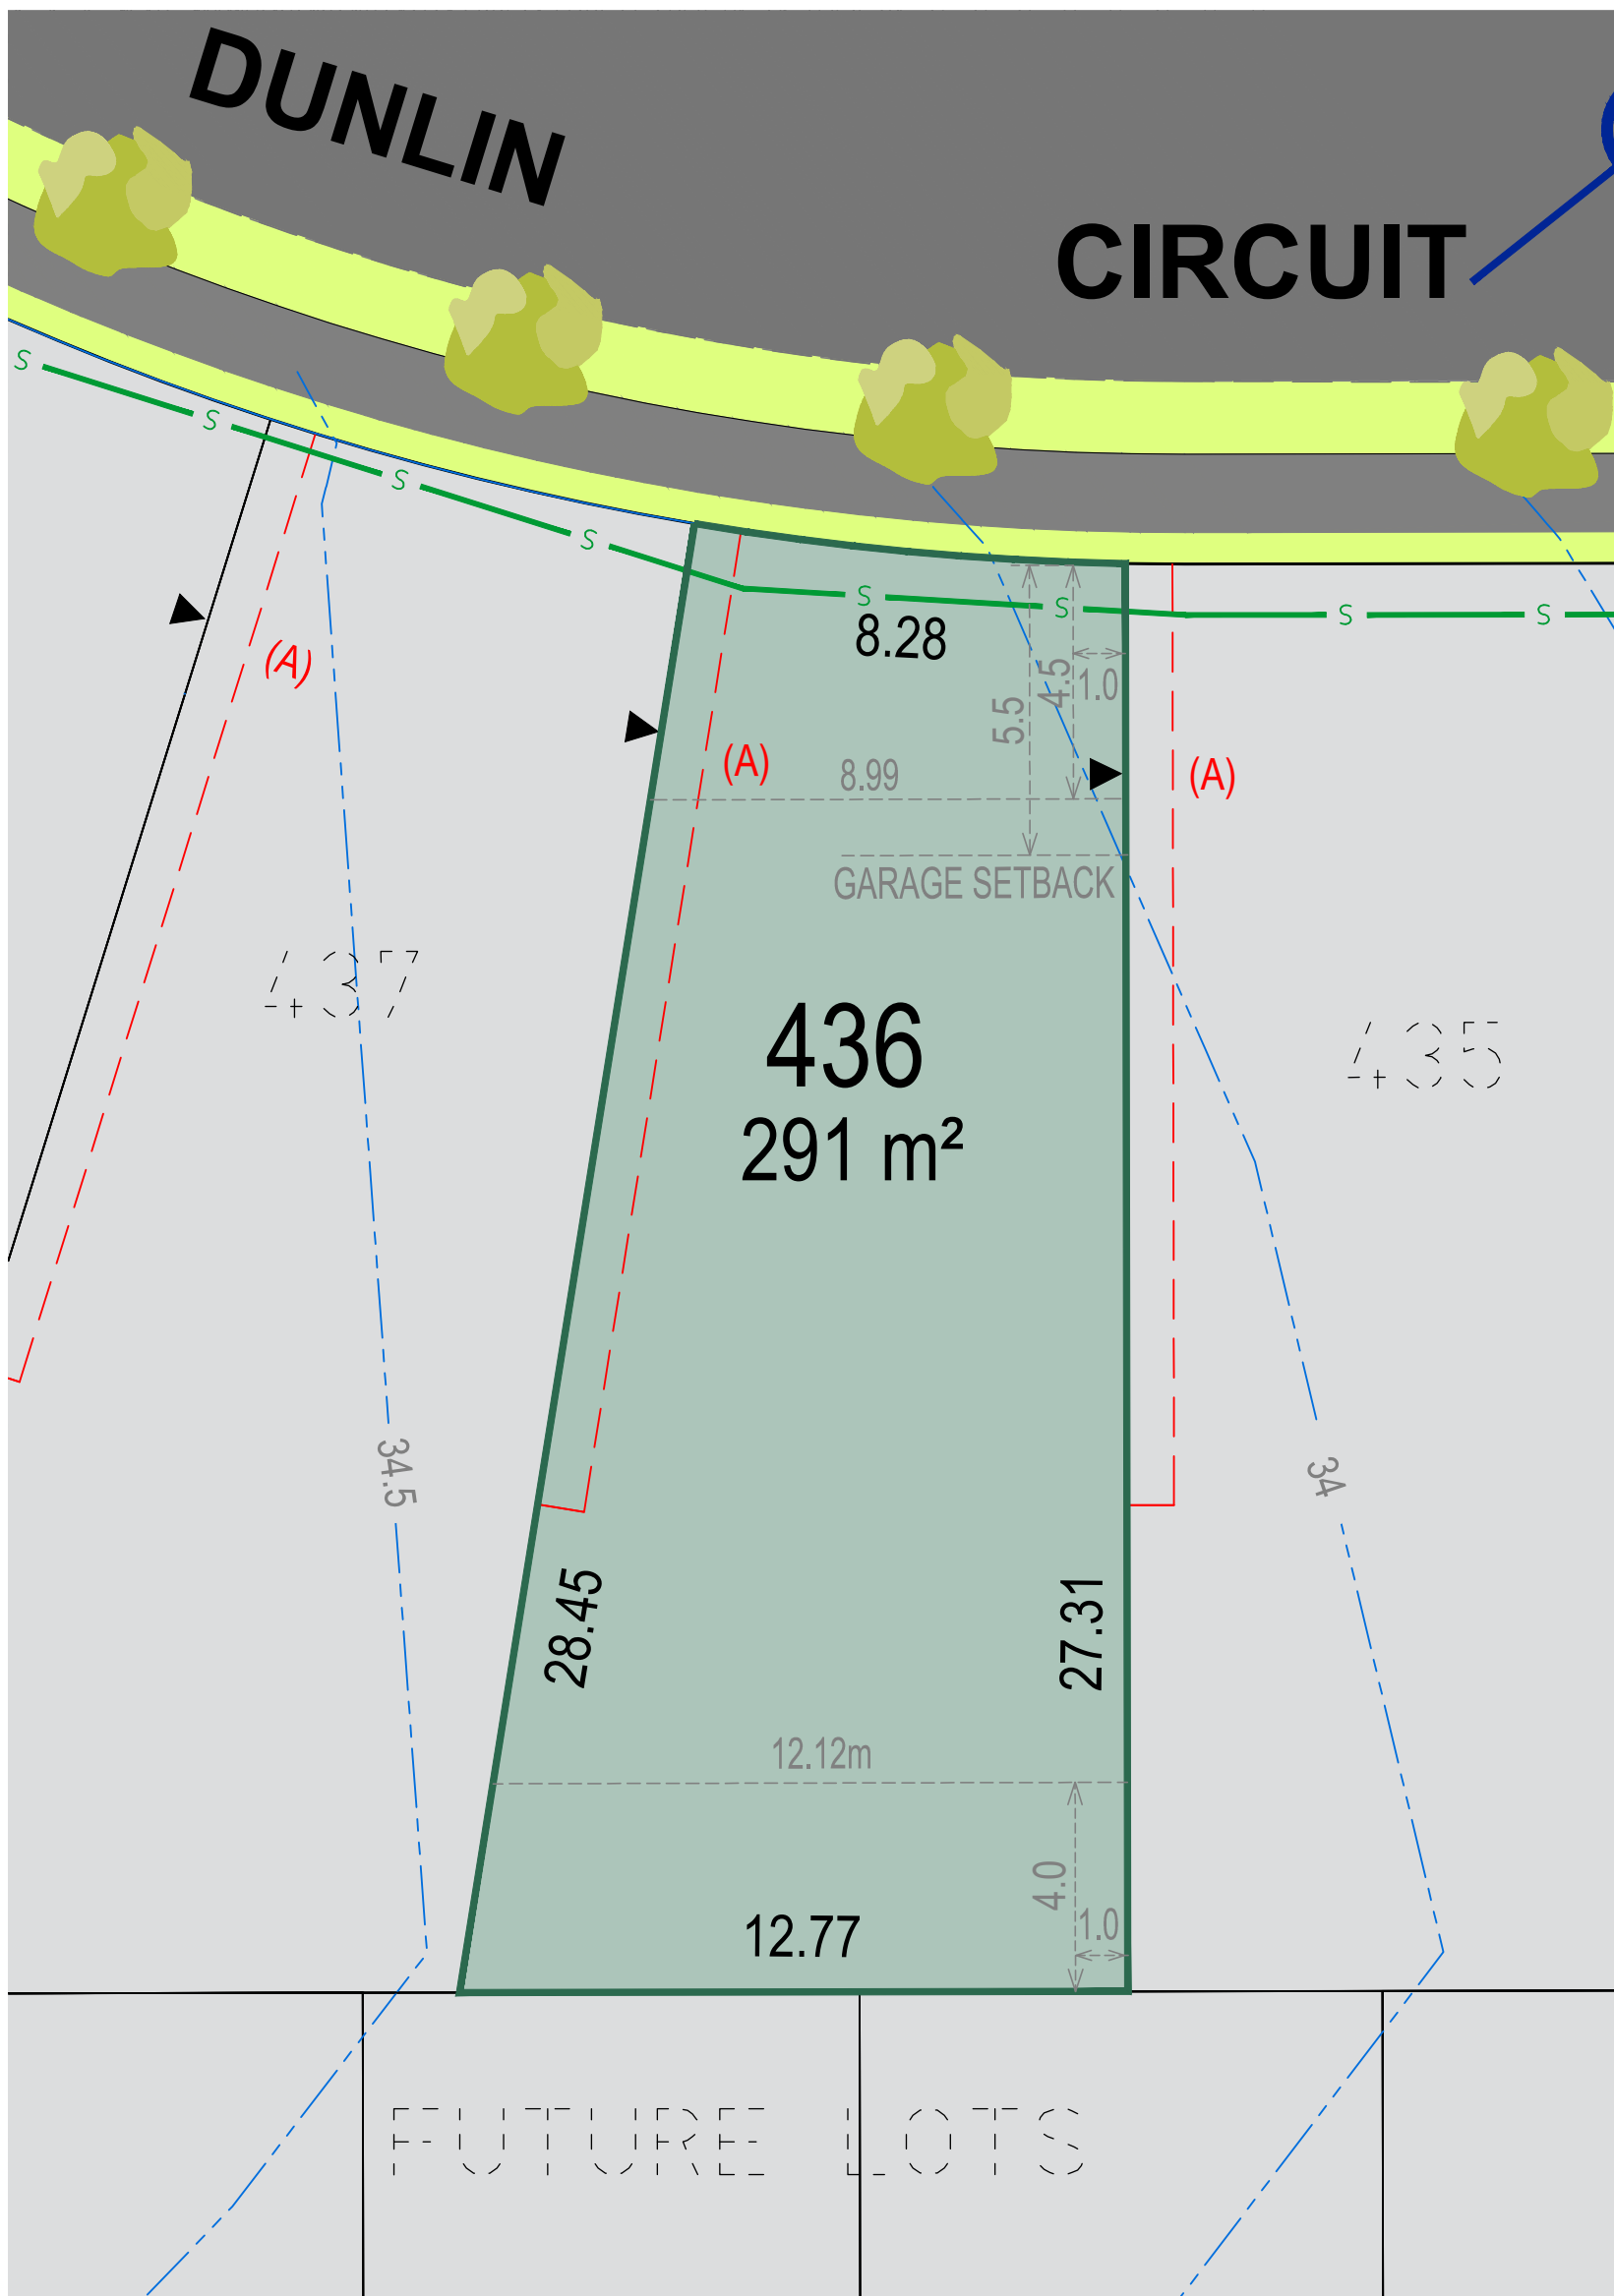 DUNLIN
CIRCUIT
S
S
S
S
S
S
S
S
8.28
(A)
(A)
(A)
4.5
1.0
5.5
8.99
GARAGE SETBACK
437
436
291 m²
435
34.5
34
28.45
27.31
12.12m
4.0
1.0
12.77
FUTURE LOTS